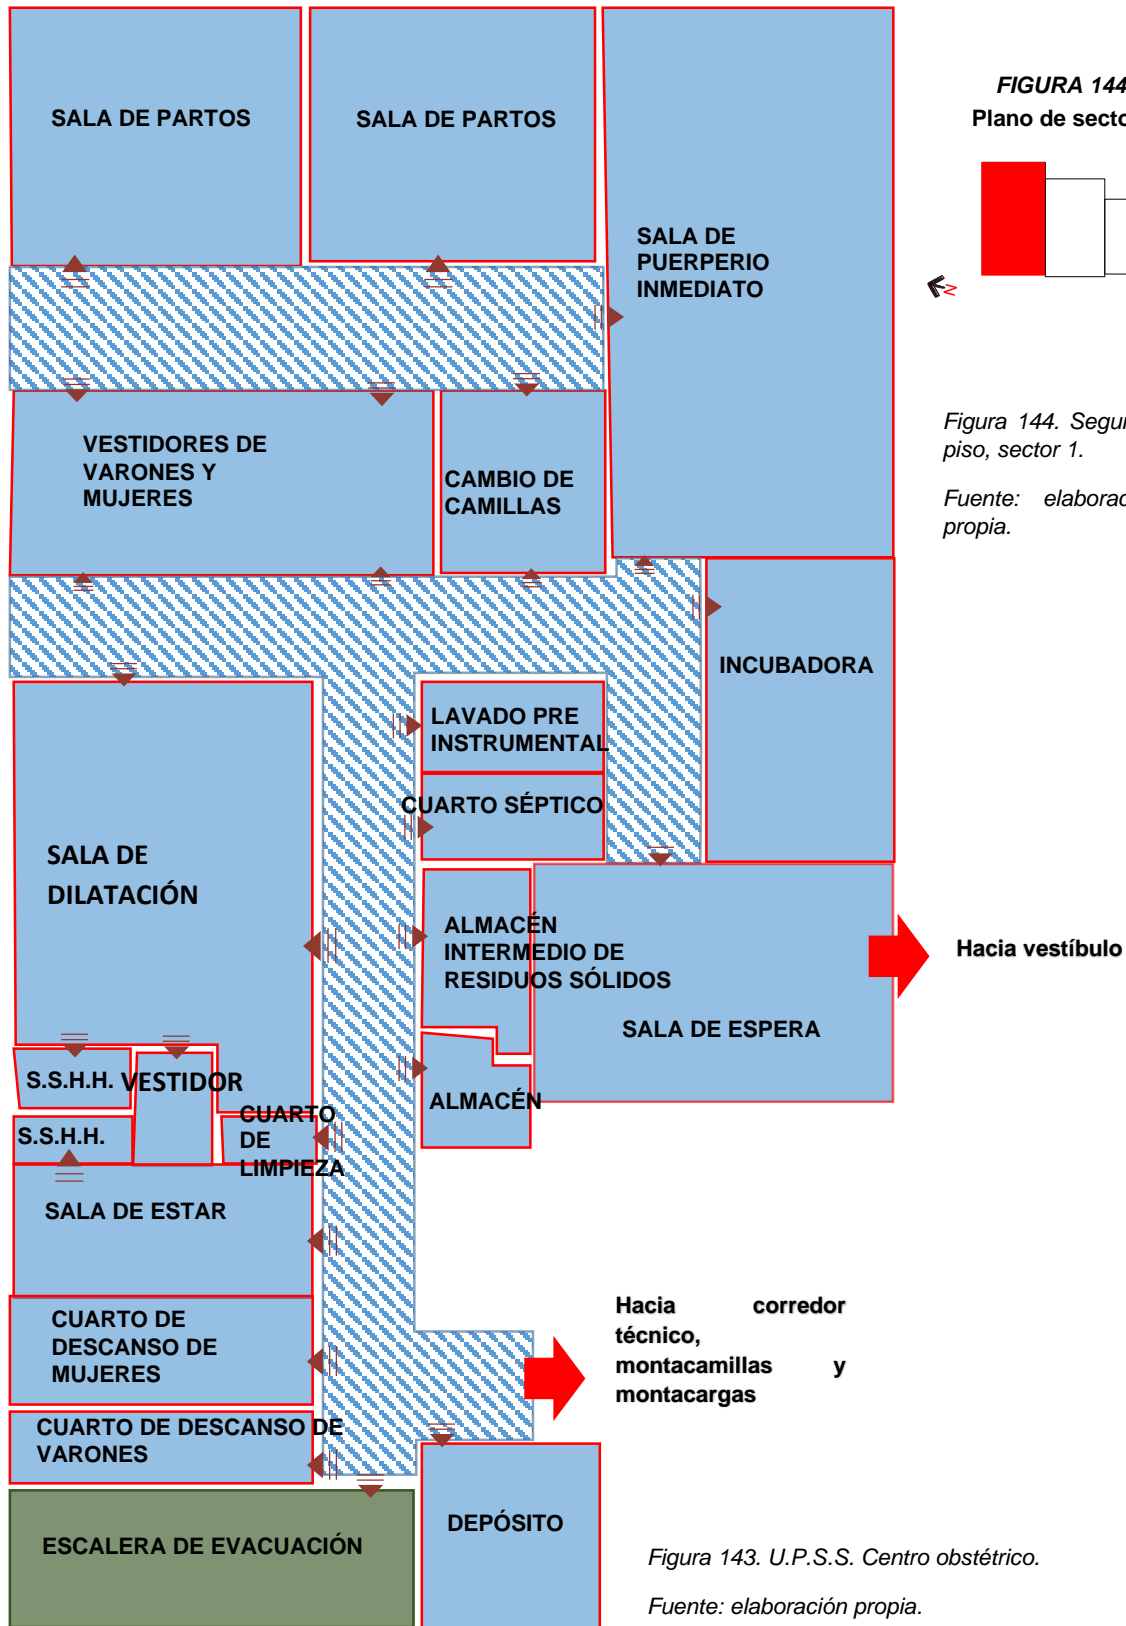 SALA DE PARTOS
SALA DE PARTOS
FIGURA 144
Plano de secto
SALA DE
PUERPERIO
INMEDIATO
N
Figura 144. Segun
piso, sector 1.
Fuente: elaborac
propia.
VESTIDORES DE
VARONES Y
MUJERES
CAMBIO DE
CAMILLAS
INCUBADORA
LAVADO PRE
INSTRUMENTAL
CUARTO SÉPTICO
SALA DE
DILATACIÓN
ALMACÉN
INTERMEDIO DE
RESIDUOS SÓLIDOS
Hacia vestíbulo
SALA DE ESPERA
S.S.H.H.
VESTIDOR
ALMACÉN
CUARTO
DE
LIMPIEZA
S.S.H.H.
SALA DE ESTAR
CUARTO DE
DESCANSO DE
MUJERES
Hacia corredor
técnico,
montacamillas y
montacargas
CUARTO DE DESCANSO DE
VARONES
DEPÓSITO
ESCALERA DE EVACUACIÓN
Figura 143. U.P.S.S. Centro obstétrico.
Fuente: elaboración propia.